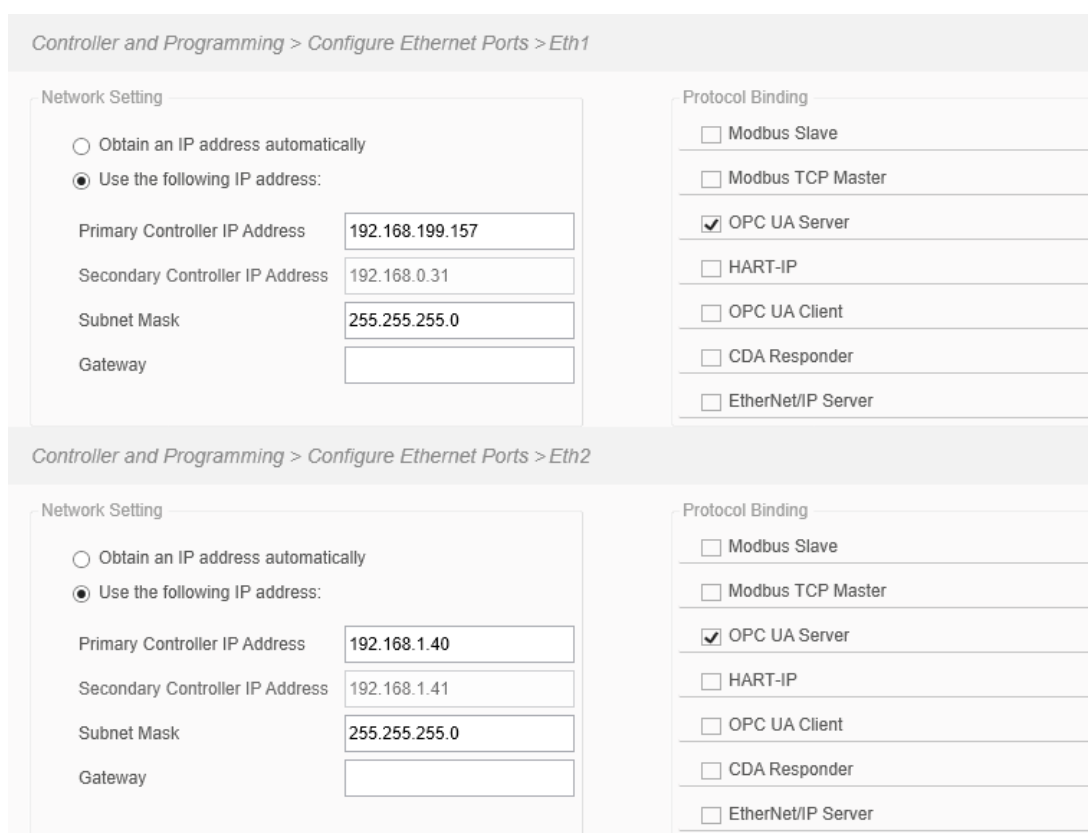 Controller and Programming > Configure Ethernet Ports > Eth1
Network Setting
Obtain an IP address automatically
Use the following IP address:
Primary Controller IP Address 192.168.199.157
Secondary Controller IP Address 192.168.0.31
Subnet Mask 255.255.255.0
Gateway
Protocol Binding
Modbus Slave
Modbus TCP Master
OPC UA Server
HART-IP
OPC UA Client
CDA Responder
EtherNet/IP Server
Controller and Programming > Configure Ethernet Ports > Eth2
Network Setting
Obtain an IP address automatically
Use the following IP address:
Primary Controller IP Address 192.168.1.40
Secondary Controller IP Address 192.168.1.41
Subnet Mask 255.255.255.0
Gateway
Protocol Binding
Modbus Slave
Modbus TCP Master
OPC UA Server
HART-IP
OPC UA Client
CDA Responder
EtherNet/IP Server